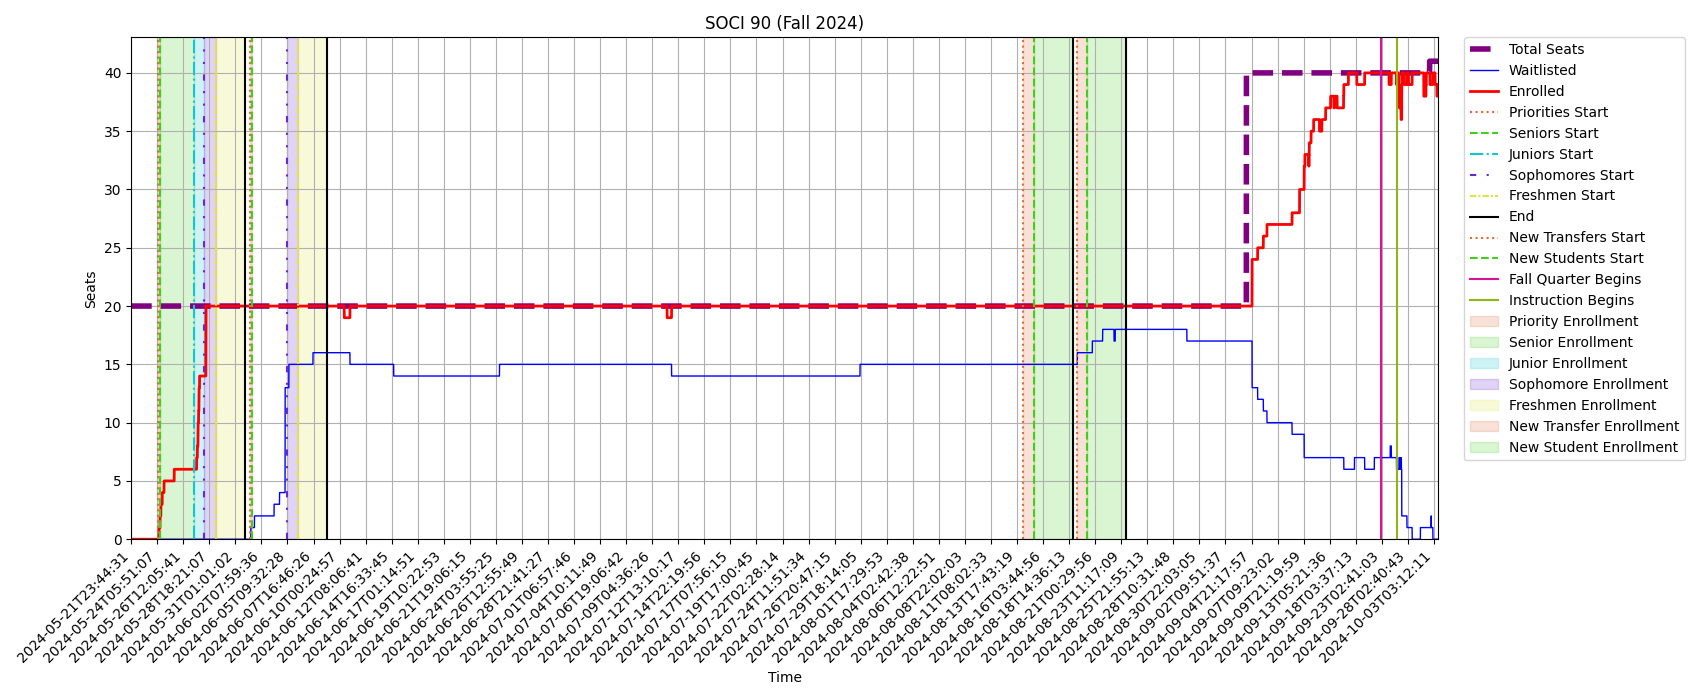 SOCI 90 (Fall 2024)
Seats
40
35
30
25
20
15
10
5
0
2024-05-21T23:44:31
2024-05-24T05:51:07
2024-05-26T12:05:41
2024-05-28T18:21:07
2024-05-31T01:01:02
2024-06-02T07:59:36
2024-06-05T09:32:28
2024-06-07T16:46:26
2024-06-10T00:24:57
2024-06-12T08:06:41
2024-06-14T16:33:45
2024-06-17T01:14:51
2024-06-19T10:22:53
2024-06-21T19:06:15
2024-06-24T03:55:25
2024-06-26T12:55:49
2024-06-28T21:41:27
2024-07-01T06:57:46
2024-07-04T10:11:49
2024-07-06T19:06:42
2024-07-09T04:36:20
2024-07-12T13:10:17
2024-07-14T22:19:56
2024-07-17T07:56:15
2024-07-19T17:00:45
2024-07-22T02:28:14
2024-07-24T11:51:34
2024-07-26T20:47:15
2024-07-29T18:14:05
2024-08-01T17:29:53
2024-08-04T02:42:38
2024-08-06T12:22:51
2024-08-08T22:02:03
2024-08-11T08:02:33
2024-08-13T17:43:19
2024-08-16T03:44:56
2024-08-18T14:36:13
2024-08-21T00:29:56
2024-08-23T11:17:09
2024-08-25T21:55:13
2024-08-28T10:31:48
2024-08-30T22:03:05
2024-09-02T09:51:37
2024-09-04T21:17:57
2024-09-07T09:23:02
2024-09-09T21:19:59
2024-09-13T05:21:36
2024-09-18T03:37:13
2024-09-23T02:41:03
2024-09-28T02:40:43
2024-10-03T03:12:11
Time
Total Seats
Waitlisted
Enrolled
Priorities Start
Seniors Start
Juniors Start
Sophomores Start
Freshmen Start
End
New Transfers Start
New Students Start
Fall Quarter Begins
Instruction Begins
Priority Enrollment
Senior Enrollment
Junior Enrollment
Sophomore Enrollment
Freshmen Enrollment
New Transfer Enrollment
New Student Enrollment